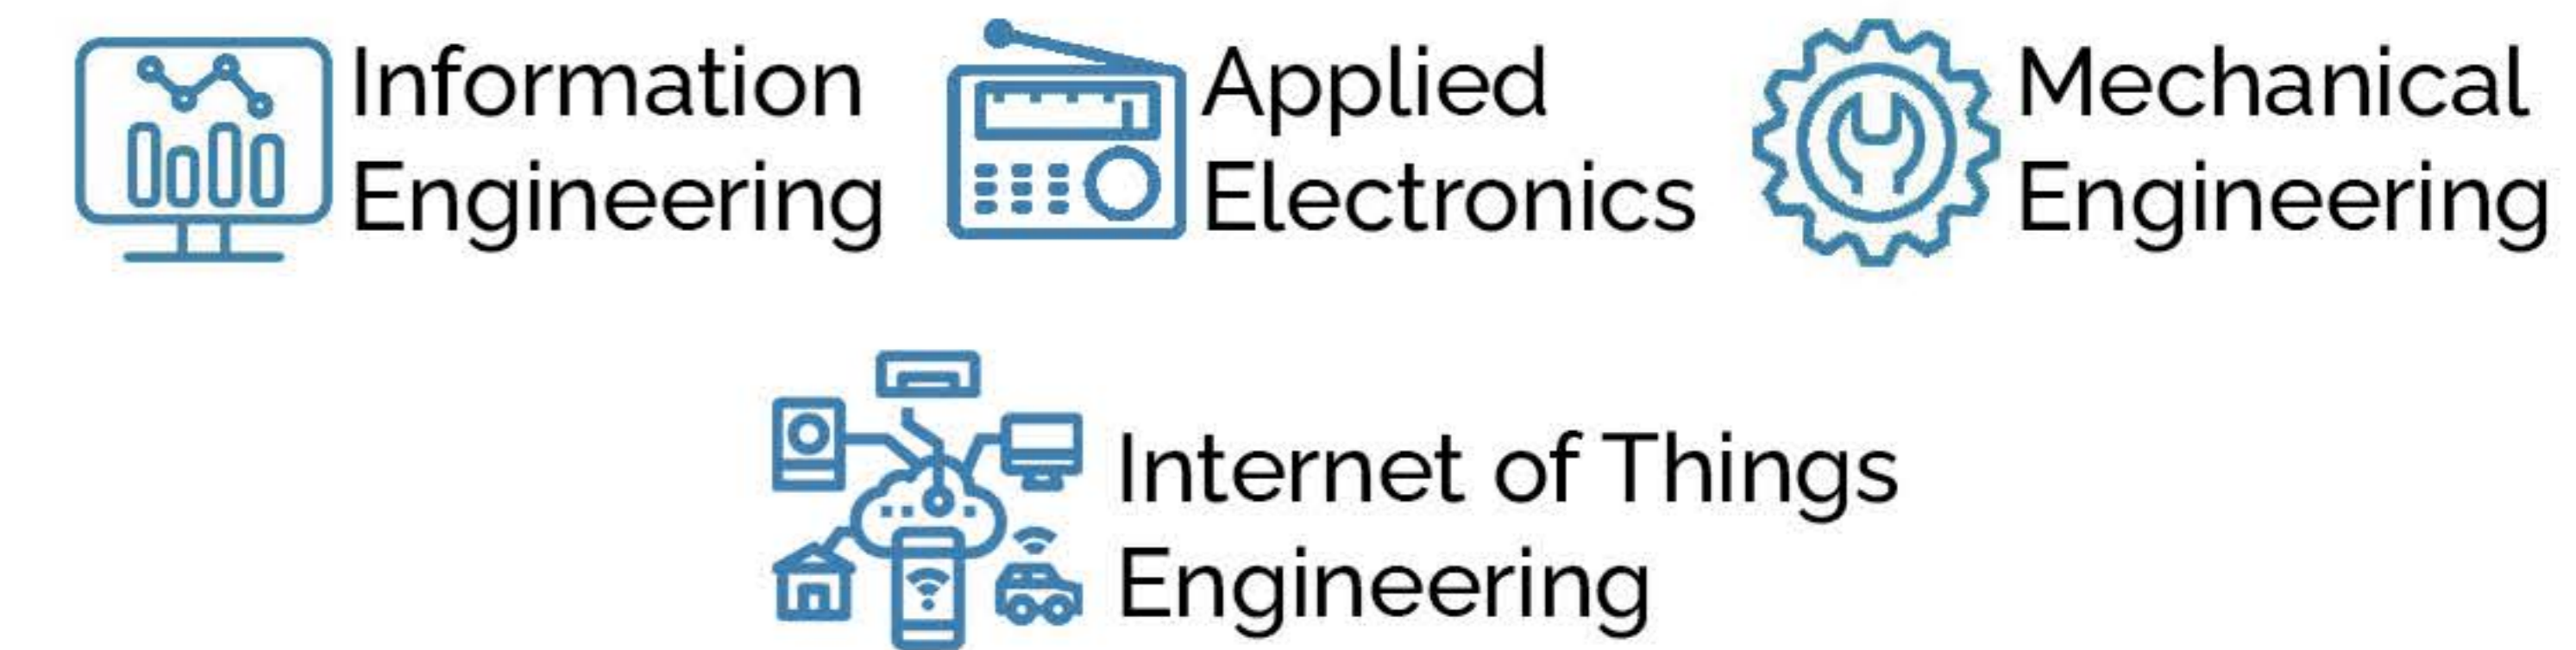 Information
Engineering
Applied
Electronics
Mechanical
Engineering
Internet of Things
Engineering